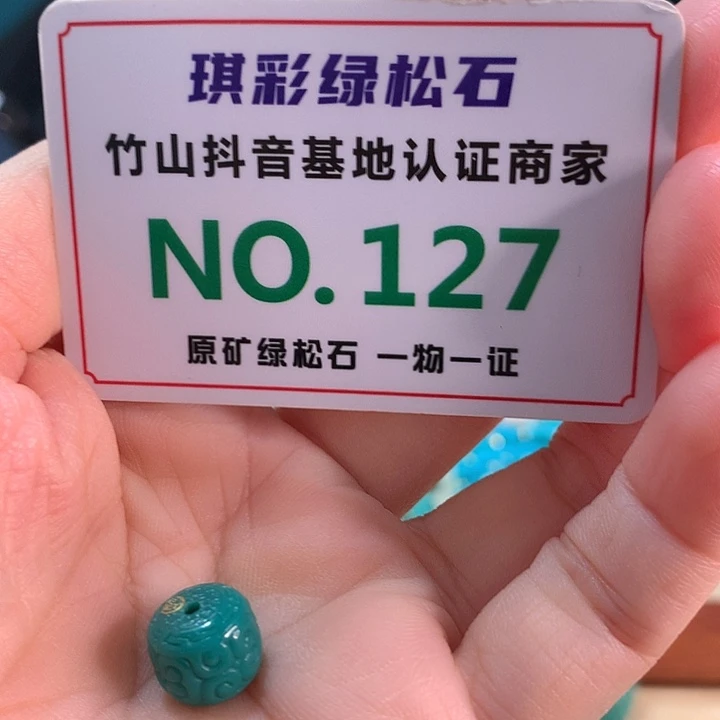 琪彩绿松石
竹山抖音基地认证商家
NO.127
原矿绿松石 一物一证